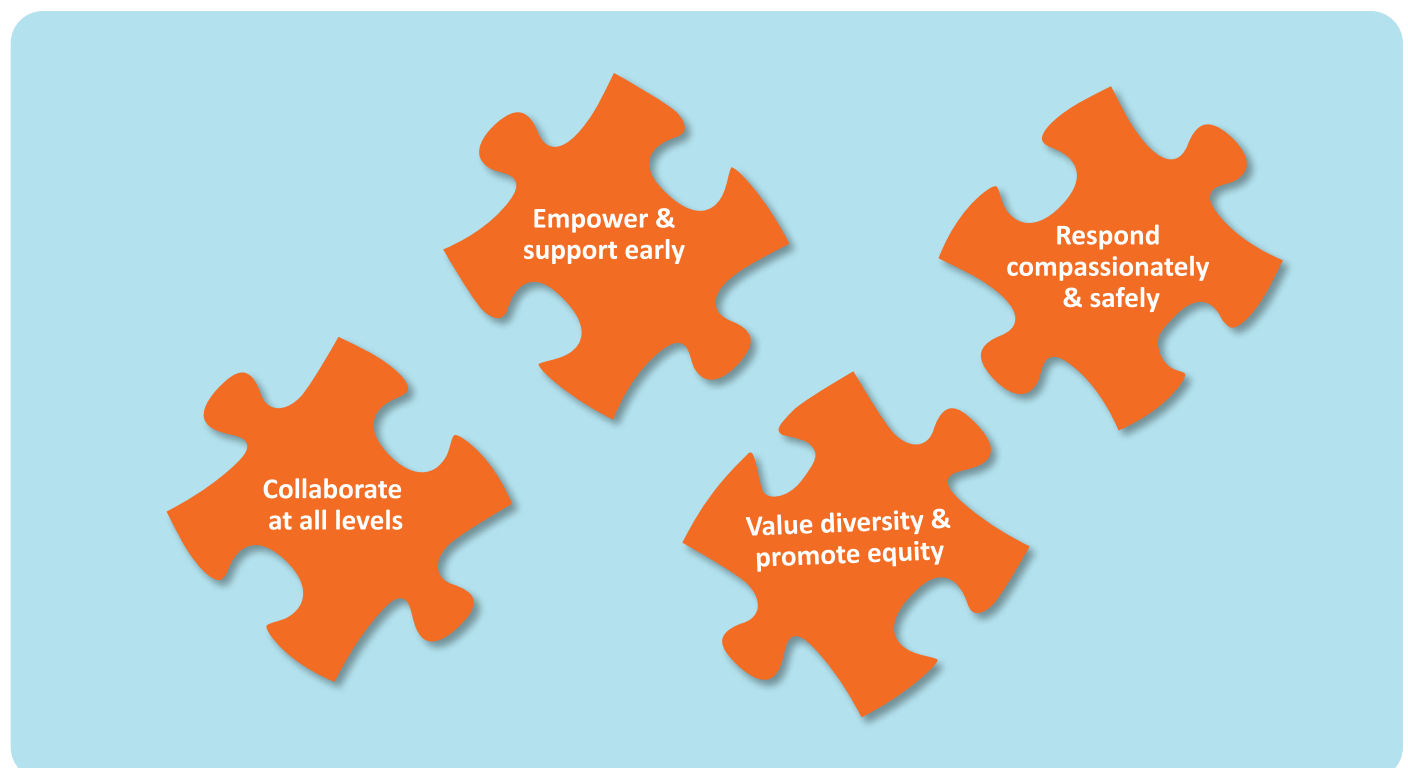 Empower &
support early
Respond
compassionately
& safely
Collaborate
at all levels
Value diversity &
promote equity